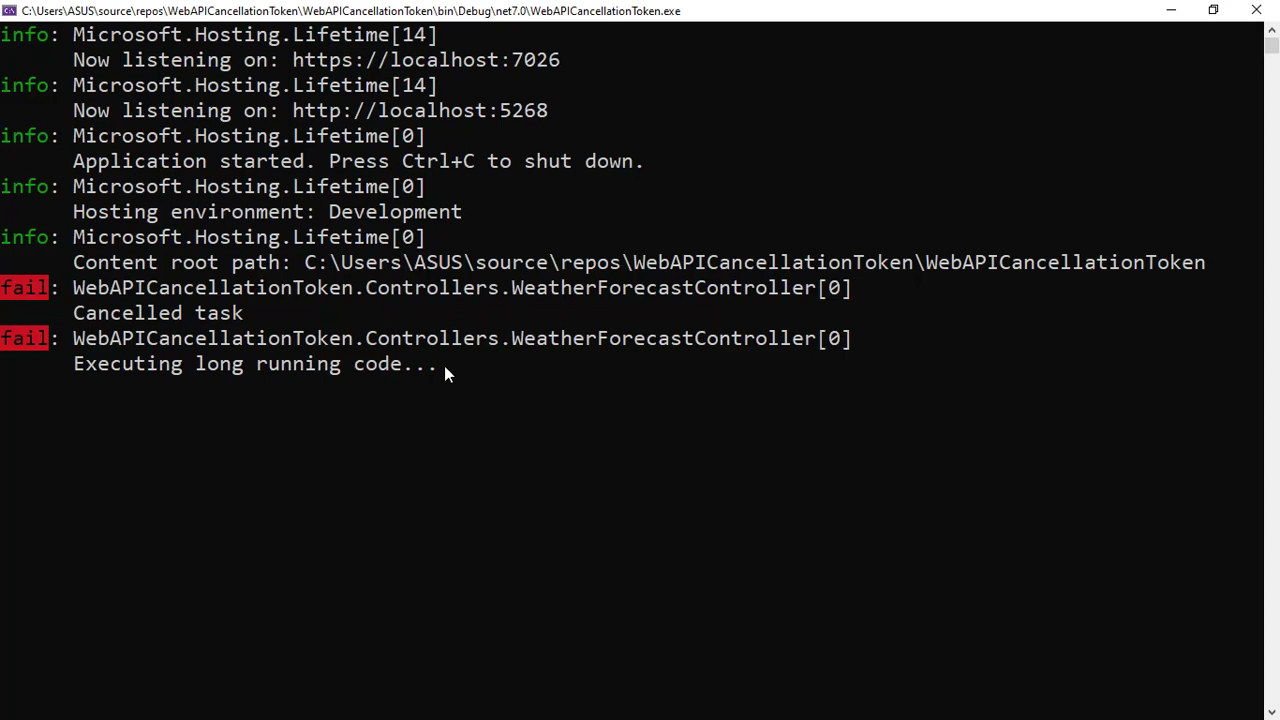 C:\Users\ASUS\source\repos\WebAPICancellationToken\WebAPICancellationToken\bin\Debug\net7.0\WebAPICancellationToken.exe
info: Microsoft.Hosting.Lifetime[14]
Now listening on: https://localhost:7026
info: Microsoft.Hosting.Lifetime[14]
Now listening on: http://localhost:5268
info: Microsoft.Hosting.Lifetime[0]
Application started. Press Ctrl+C to shut down.
info: Microsoft.Hosting.Lifetime[0]
Hosting environment: Development
info: Microsoft.Hosting.Lifetime[0]
Content root path: C:\Users\ASUS\source\repos\WebAPICancellationToken\WebAPICancellationToken
fail: WebAPICancellationToken.Controllers.WeatherForecastController[0]
Cancelled task
fail: WebAPICancellationToken.Controllers.WeatherForecastController[0]
Executing long running code...